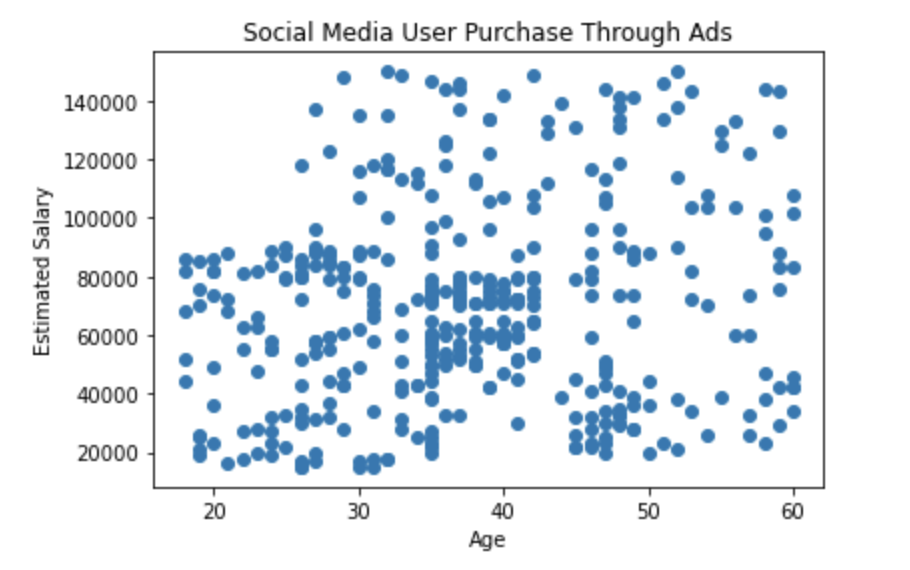 Social Media User Purchase Through Ads
Estimated Salary
140000
120000
100000
80000
60000
40000
20000
20 30 40 50 60
Age